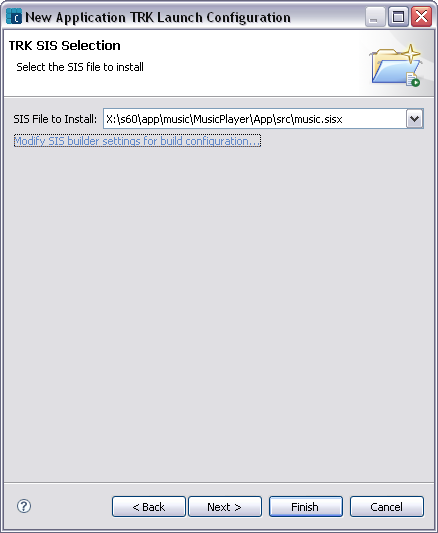 New Application TRK Launch Configuration
TRK SIS Selection
Select the SIS file to install
SIS File to Install: X:\s60\app\music\MusicPlayer\App\src\music.sisx
Modify SIS builder settings for build configuration...
? < Back Next > Finish Cancel